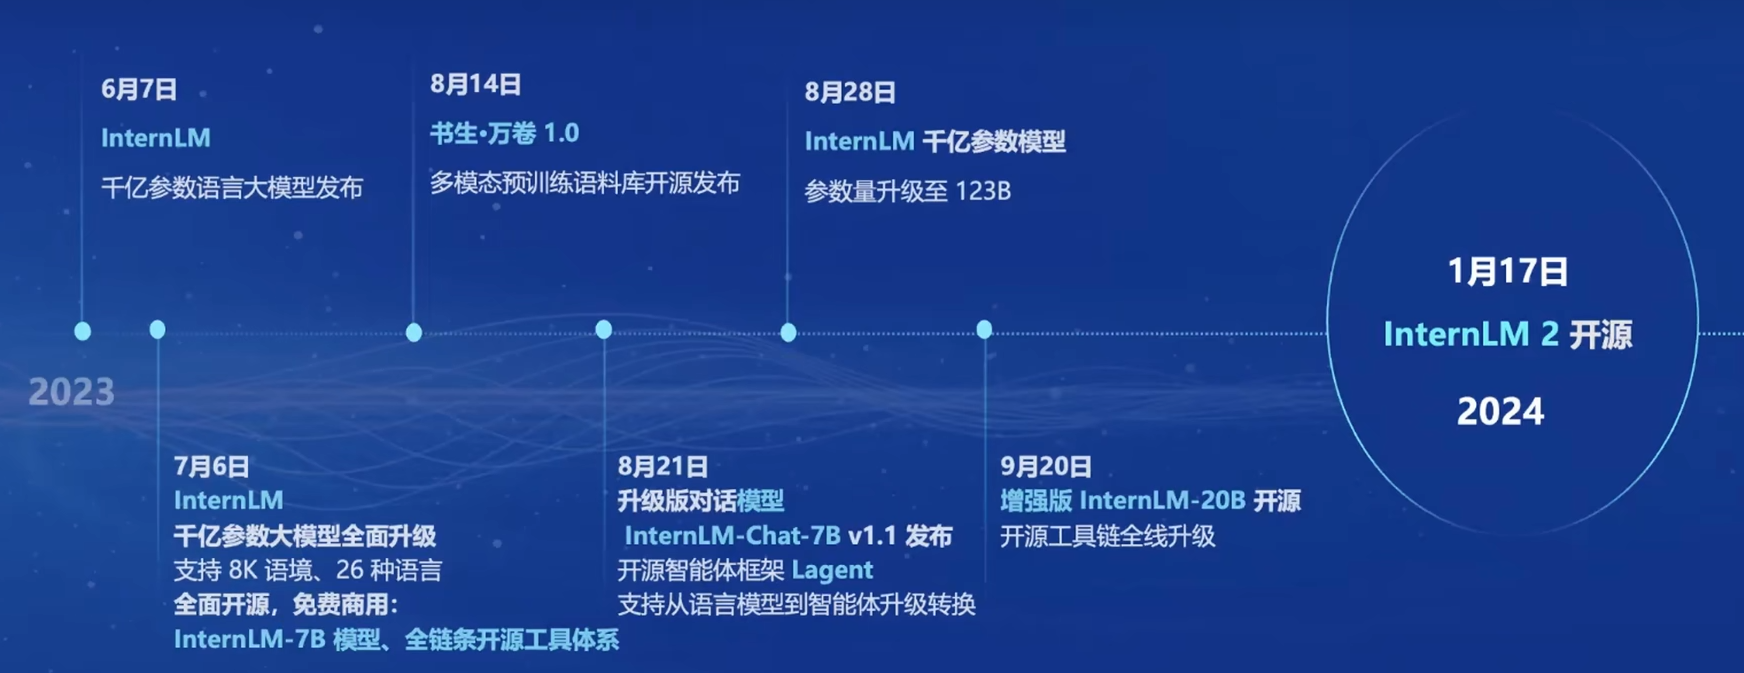 6月7日
InternLM
千亿参数语言大模型发布
8月14日
书生·万卷 1.0
多模态预训练语料库开源发布
8月28日
InternLM 千亿参数模型
参数量升级至 123B
1月17日
InternLM 2 开源
2024
2023
7月6日
InternLM
千亿参数大模型全面升级
支持 8K 语境、26 种语言
全面开源，免费商用：
InternLM-7B 模型、全链条开源工具体系
8月21日
升级版对话模型
InternLM-Chat-7B v1.1 发布
开源智能体框架 Lagent
支持从语言模型到智能体升级转换
9月20日
增强版 InternLM-20B 开源
开源工具链全线升级